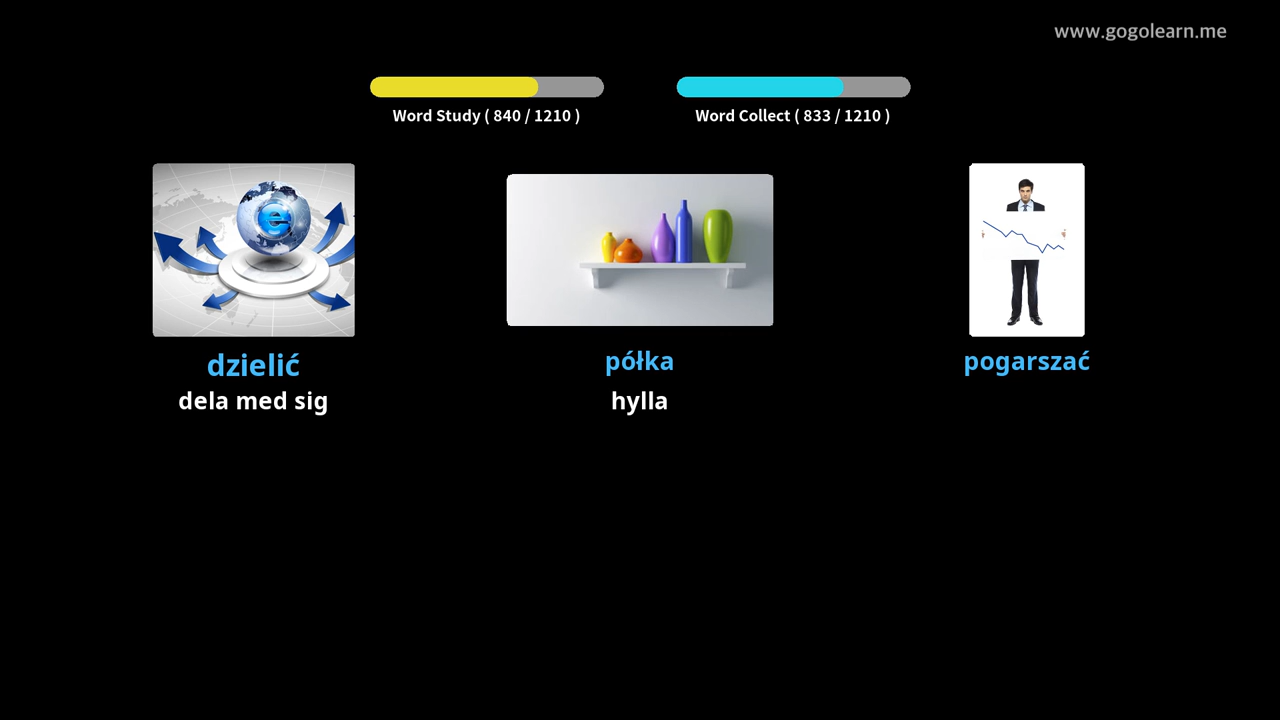 www.gogolearn.me
Word Study ( 840 / 1210 )
Word Collect ( 833 / 1210 )
e
dzielić
półka
pogarszać
dela med sig
hylla